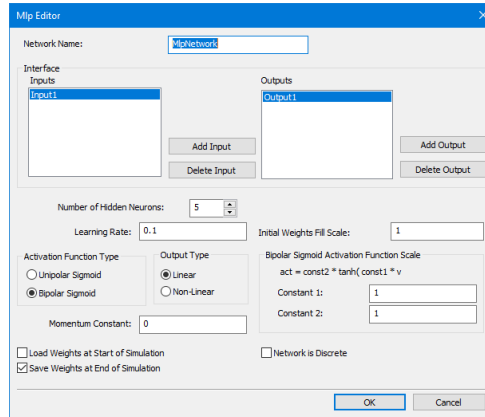 Mlp Editor
Network Name:
MlpNetwork
Interface
Inputs
Outputs
Input1
Output1
Add Input
Add Output
Delete Input
Delete Output
Number of Hidden Neurons:
5
Learning Rate:
0.1
Initial Weights Fill Scale:
1
Activation Function Type
Output Type
Bipolar Sigmoid Activation Function Scale
Unipolar Sigmoid
Linear
act = const2 * tanh( const1 * v
Bipolar Sigmoid
Non-Linear
Constant 1:
1
Constant 2:
1
Momentum Constant:
0
Load Weights at Start of Simulation
Network is Discrete
Save Weights at End of Simulation
OK
Cancel